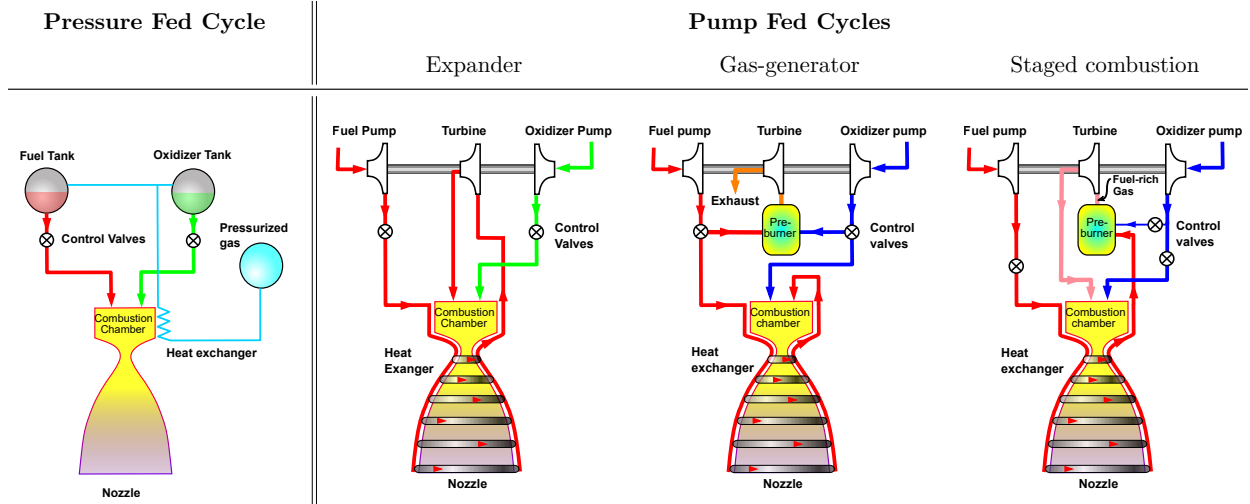 Pressure Fed Cycle
Pump Fed Cycles
Expander
Gas-generator
Staged combustion
Fuel Tank
Oxidizer Tank
Control Valves
Pressurized
gas
Combustion
Chamber
Heat exchanger
Nozzle
Fuel Pump
Turbine
Oxidizer Pump
Control
Valves
Combustion
Chamber
Heat
Exanger
Nozzle
Fuel pump
Turbine
Oxidizer pump
Exhaust
Pre-
burner
Control
valves
Combustion
chamber
Heat
exchanger
Nozzle
Fuel pump
Turbine
Oxidizer pump
Fuel-rich
Gas
Pre-
burner
Control
valves
Combustion
chamber
Heat
exchanger
Nozzle